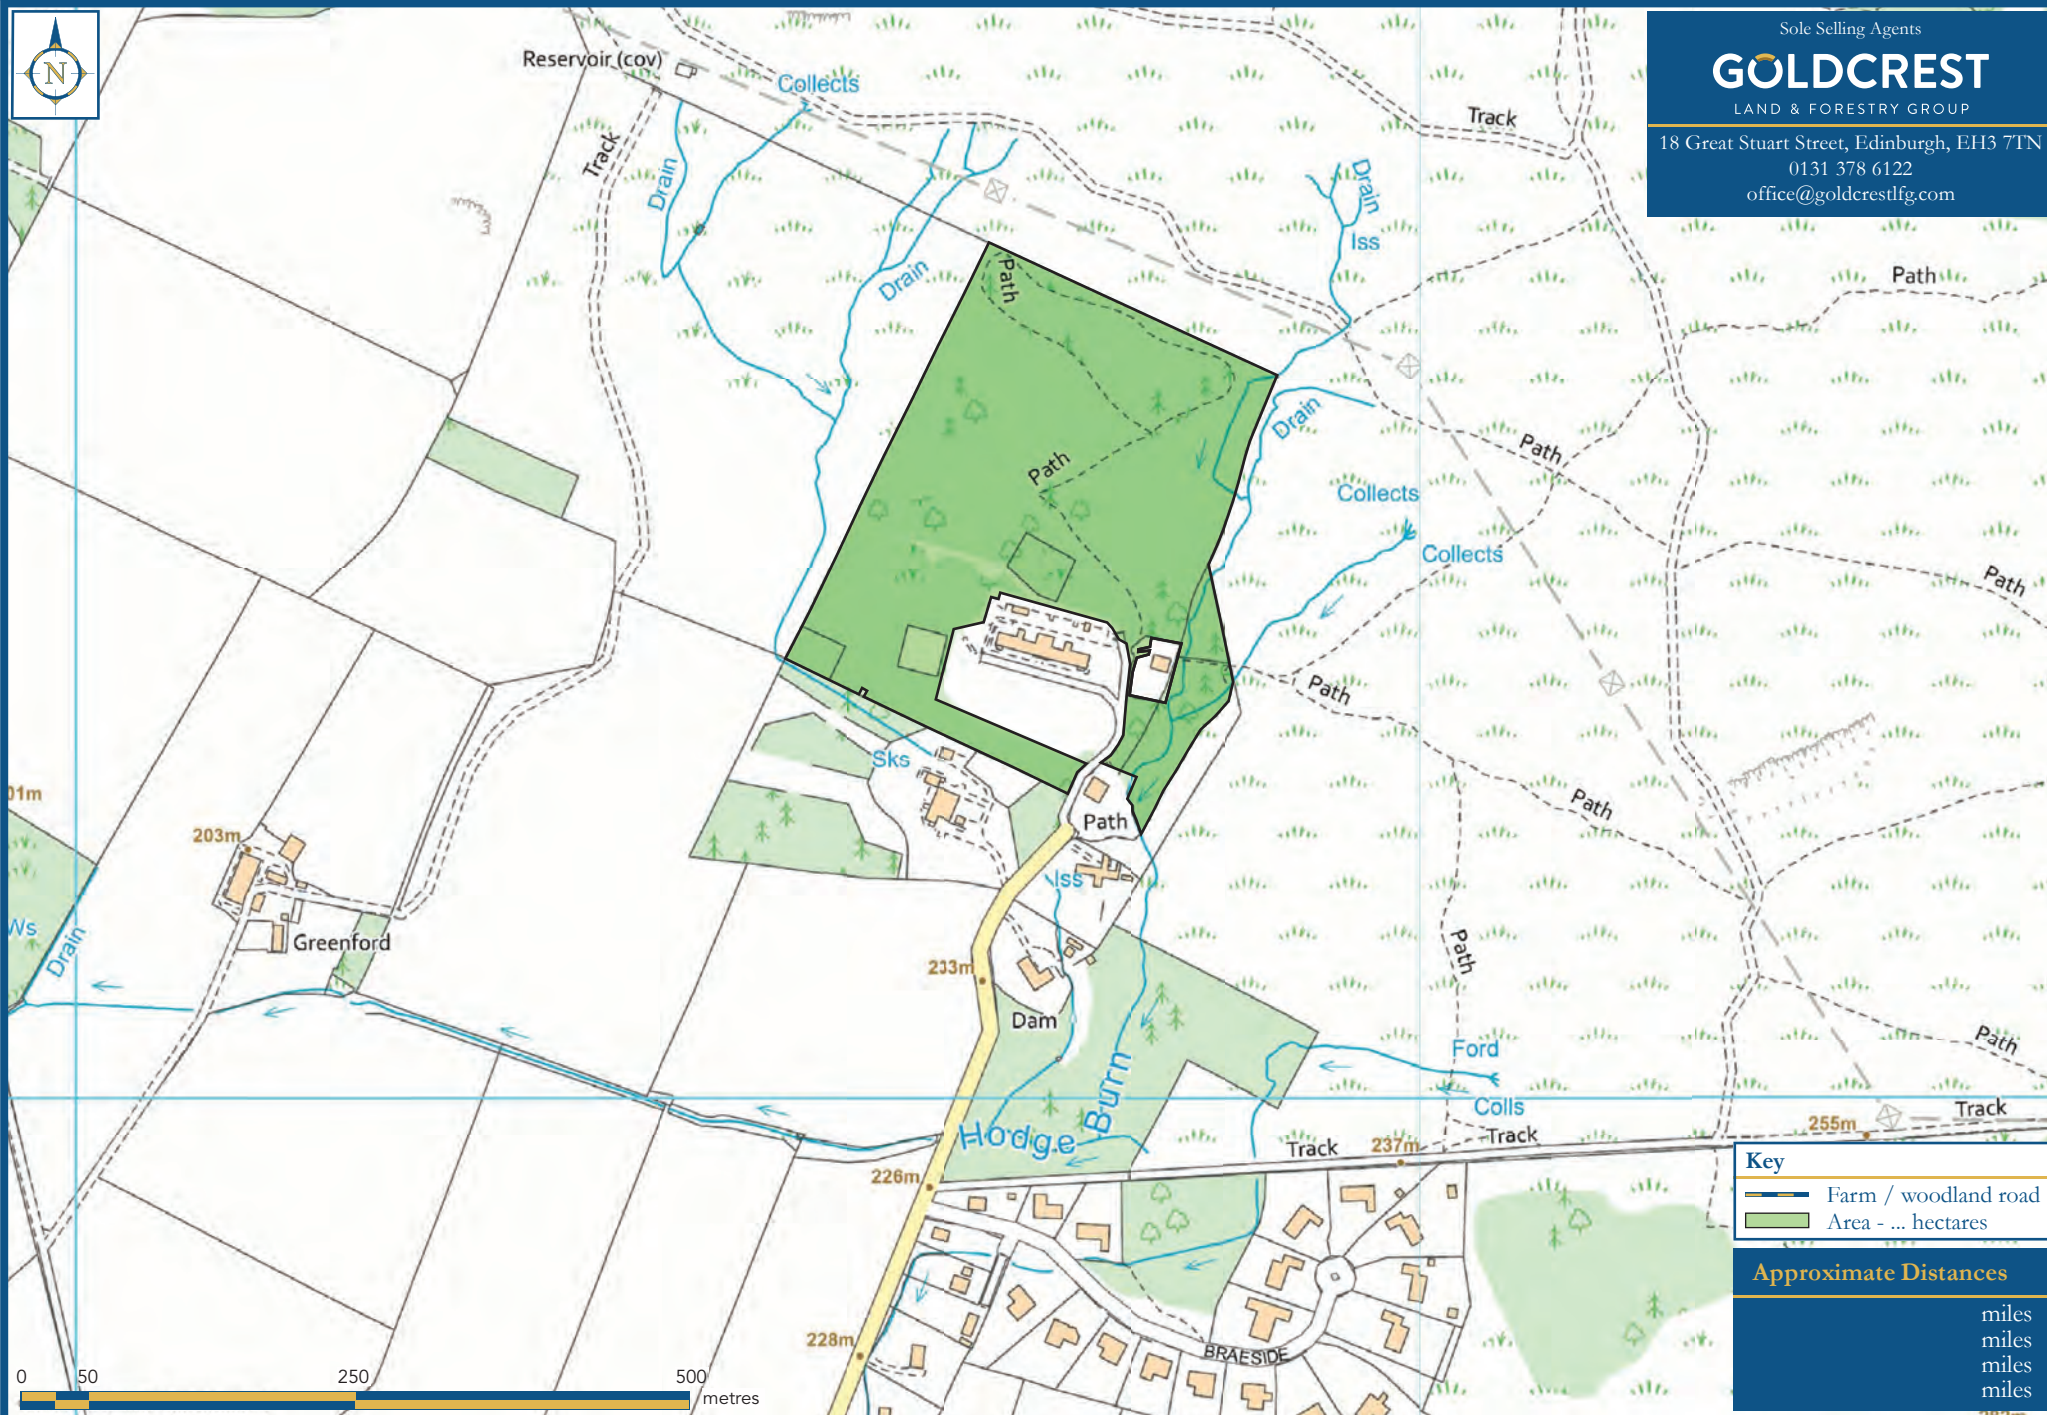 N
Sole Selling Agents
GOLDCREST
LAND & FORESTRY GROUP
18 Great Stuart Street, Edinburgh, EH3 7TN
0131 378 6122
office@goldcrestlfg.com
Reservoir (cov)
Collects
Track
Track
Drain
Drain
Iss
Path
Drain
Path
Drain
Path
Path
Collects
Collects
Path
Path
Sks
Path
01m
203m
Path
Iss
Ws
Drain
Greenford
Path
233m
Dam
Path
Ford
Hodge Burn
Colls
Track
255m
Track
Track
237m
226m
Key
Farm / woodland road
Area - ... hectares
Approximate Distances
miles
miles
miles
miles
228m
BRAESIDE
0 50 250 500
metres